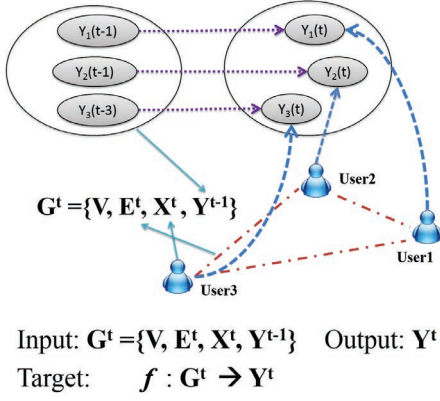 Y₁(t-1) Y₁(t)
Y₂(t-1) Y₂(t)
Y₃(t-3) Y₃(t)
User2
Gᵗ ={V, Eᵗ, Xᵗ, Yᵗ⁻¹}
User1
User3
Input: Gᵗ ={V, Eᵗ, Xᵗ, Yᵗ⁻¹} Output: Yᵗ
Target: f : Gᵗ → Yᵗ